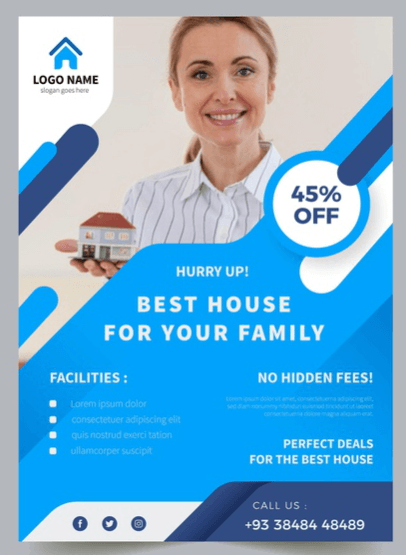 LOGO NAME
slogan goes here
45%
OFF
HURRY UP!
BEST HOUSE
FOR YOUR FAMILY
FACILITIES :
Lorem ipsum dolor
consectetuer adipiscing elit
quis nostrud exerci tation
ullamcorper suscipit
NO HIDDEN FEES!
PERFECT DEALS
FOR THE BEST HOUSE
CALL US :
+93 38484 48489